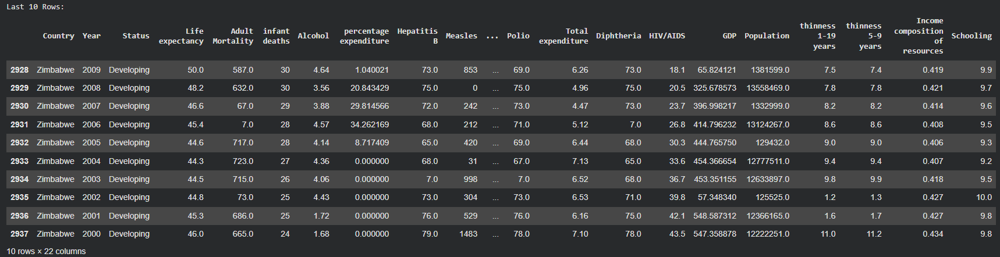 Last 10 Rows:
Country Year Status Life expectancy Adult Mortality infant deaths Alcohol percentage expenditure Hepatitis B Measles ... Polio Total expenditure Diphtheria HIV/AIDS GDP Population thinness 1-19 years thinness 5-9 years Income composition of resources Schooling
2928 Zimbabwe 2009 Developing 50.0 587.0 30 4.64 1.040021 73.0 853 ... 69.0 6.26 73.0 18.1 65.824121 1381599.0 7.5 7.4 0.419 9.9
2929 Zimbabwe 2008 Developing 48.2 632.0 30 3.56 20.843429 75.0 0 ... 75.0 4.96 75.0 20.5 325.678573 13558469.0 7.8 7.8 0.421 9.7
2930 Zimbabwe 2007 Developing 46.6 67.0 29 3.88 29.814566 72.0 242 ... 73.0 4.47 73.0 23.7 396.998217 1332999.0 8.2 8.2 0.414 9.6
2931 Zimbabwe 2006 Developing 45.4 7.0 28 4.57 34.262169 68.0 212 ... 71.0 5.12 7.0 26.8 414.796232 13124267.0 8.6 8.6 0.408 9.5
2932 Zimbabwe 2005 Developing 44.6 717.0 28 4.14 8.717409 65.0 420 ... 69.0 6.44 68.0 30.3 444.765750 129432.0 9.0 9.0 0.406 9.3
2933 Zimbabwe 2004 Developing 44.3 723.0 27 4.36 0.000000 68.0 31 ... 67.0 7.13 65.0 33.6 454.366654 12777511.0 9.4 9.4 0.407 9.2
2934 Zimbabwe 2003 Developing 44.5 715.0 26 4.06 0.000000 7.0 998 ... 7.0 6.52 68.0 36.7 453.351155 12633897.0 9.8 9.9 0.418 9.5
2935 Zimbabwe 2002 Developing 44.8 73.0 25 4.43 0.000000 73.0 304 ... 73.0 6.53 71.0 39.8 57.348340 125525.0 1.2 1.3 0.427 10.0
2936 Zimbabwe 2001 Developing 45.3 686.0 25 1.72 0.000000 76.0 529 ... 76.0 6.16 75.0 42.1 548.587312 12366165.0 1.6 1.7 0.427 9.8
2937 Zimbabwe 2000 Developing 46.0 665.0 24 1.68 0.000000 79.0 1483 ... 78.0 7.10 78.0 43.5 547.358878 12222251.0 11.0 11.2 0.434 9.8
10 rows × 22 columns